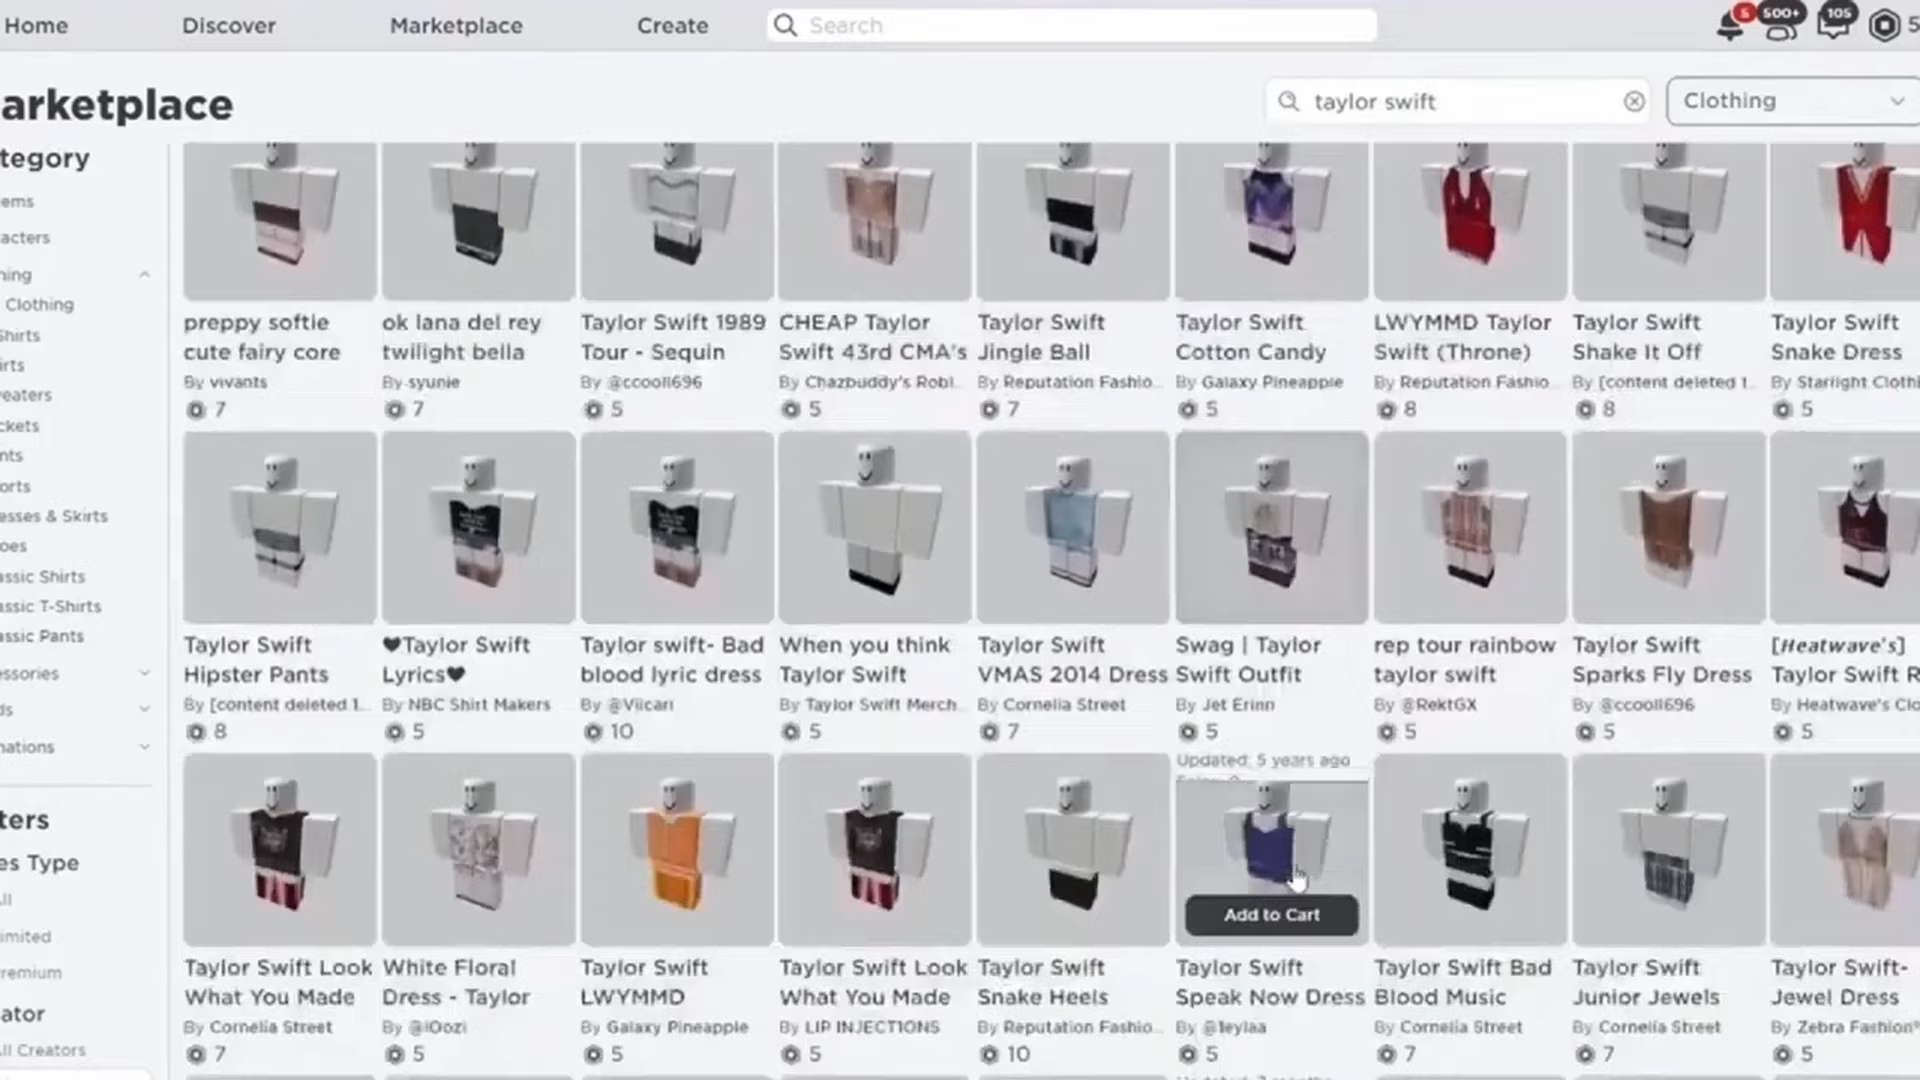 Home Discover Marketplace Create Search 5 500+ 105 5
arketplace taylor swift Clothing
tegory
ems
acters
hing
Clothing
Shirts
irts
eaters
ckets
nts
orts
esses & Skirts
oes
assic Shirts
assic T-Shirts
assic Pants
essories
ds
mations
ters
es Type
ll
imited
remium
ator
ll Creators
preppy softie
cute fairy core
By vivants
7
ok lana del rey
twilight bella
By syunie
7
Taylor Swift 1989
Tour - Sequin
By @ccooll696
5
CHEAP Taylor
Swift 43rd CMA's
By Chazbuddy's Robl...
5
Taylor Swift
Jingle Ball
By Reputation Fashio...
7
Taylor Swift
Cotton Candy
By Galaxy Pineapple
5
LWYMMD Taylor
Swift (Throne)
By Reputation Fashio...
8
Taylor Swift
Shake It Off
By [content deleted 1...
8
Taylor Swift
Snake Dress
By Starlight Clothi
5
Taylor Swift
Hipster Pants
By [content deleted 1...
8
♥Taylor Swift
Lyrics♥
By NBC Shirt Makers
5
Taylor swift- Bad
blood lyric dress
By @Viicari
10
When you think
Taylor Swift
By Taylor Swift Merch
5
Taylor Swift
VMAS 2014 Dress
By Cornelia Street
7
Swag | Taylor
Swift Outfit
By Jet Erinn
5
Updated: 5 years ago
rep tour rainbow
taylor swift
By @RektGX
5
Taylor Swift
Sparks Fly Dress
By @ccooll696
5
[Heatwave's]
Taylor Swift R
By Heatwave's Clo
5
Taylor Swift Look
What You Made
By Cornelia Street
7
White Floral
Dress - Taylor
By @iOozi
5
Taylor Swift
LWYMMD
By Galaxy Pineapple
5
Taylor Swift Look
What You Made
By LIP INJECTIONS
5
Taylor Swift
Snake Heels
By Reputation Fashio...
10
Add to Cart
Taylor Swift
Speak Now Dress
By @leylaa
5
Taylor Swift Bad
Blood Music
By Cornelia Street
7
Taylor Swift
Junior Jewels
By Cornelia Street
7
Taylor Swift-
Jewel Dress
By Zebra Fashion
5